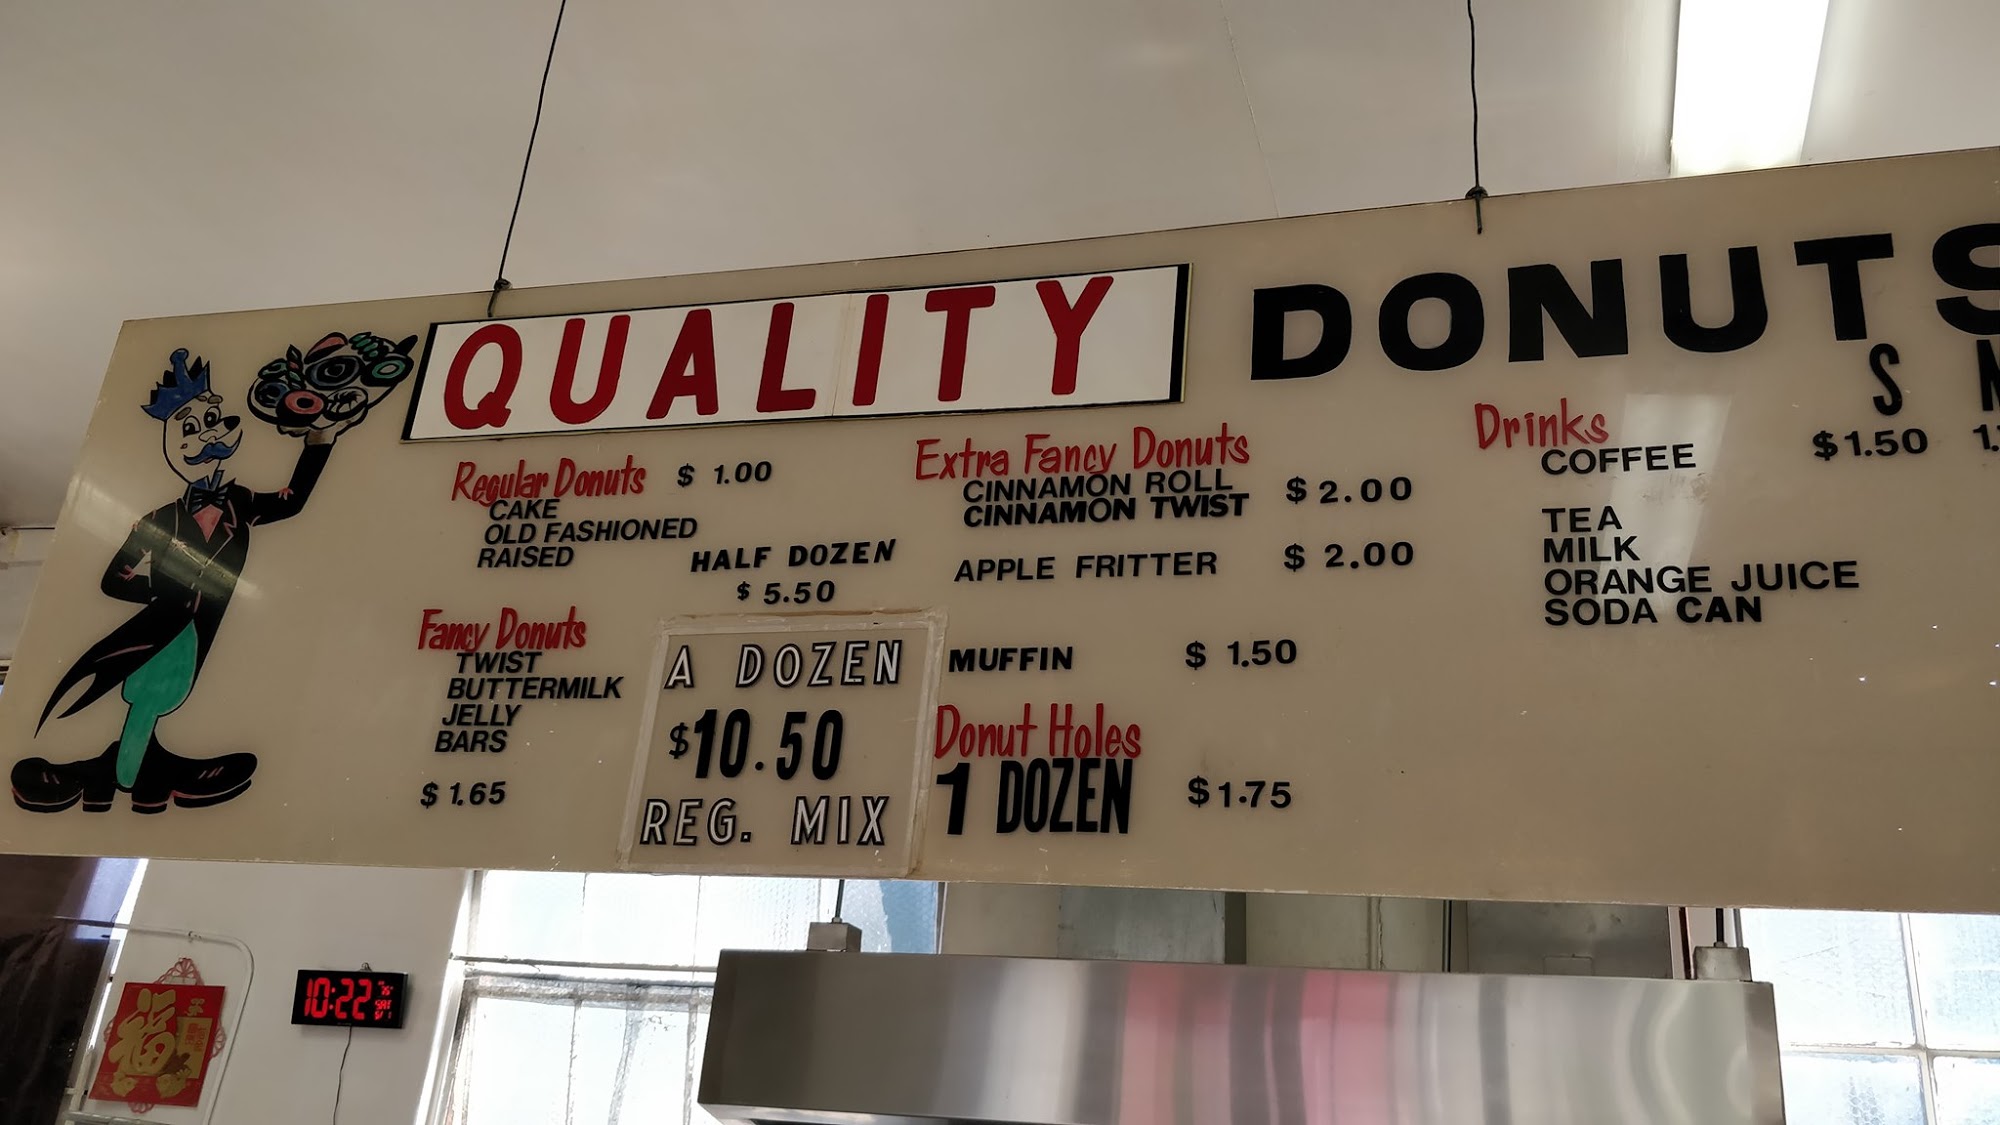 QUALITY DONUTS
Regular Donuts $ 1.00
CAKE
OLD FASHIONED
RAISED
HALF DOZEN
$ 5.50
Fancy Donuts
TWIST
BUTTERMILK
JELLY
BARS
$ 1.65
A DOZEN
$10.50
REG. MIX
Extra Fancy Donuts
CINNAMON ROLL
CINNAMON TWIST $2.00
APPLE FRITTER $ 2.00
MUFFIN $ 1.50
Donut Holes
1 DOZEN $1.75
S
Drinks
COFFEE $1.50
TEA
MILK
ORANGE JUICE
SODA CAN
福
10:22